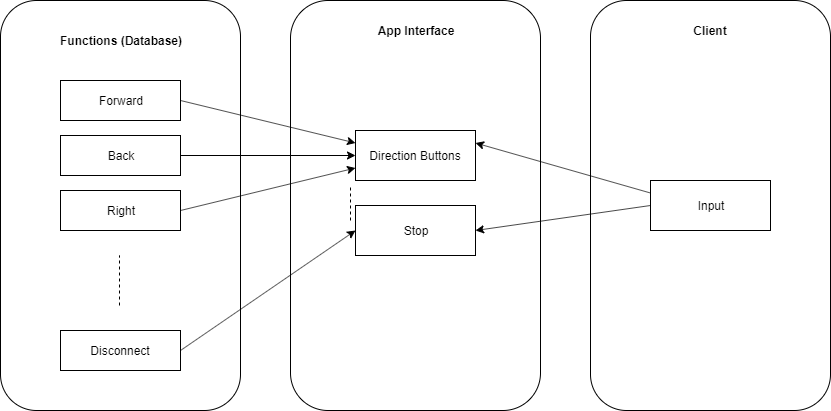 Functions (Database)
Forward
Back
Right
Disconnect
App Interface
Direction Buttons
Stop
Client
Input